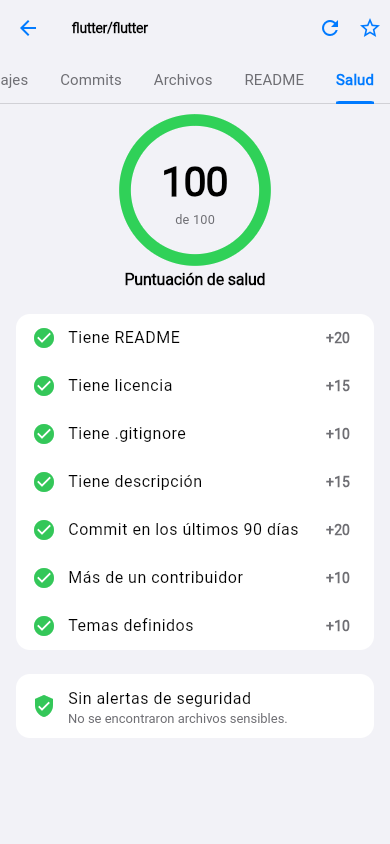 flutter/flutter
ajes Commits Archivos README Salud
100
de 100
Puntuación de salud
Tiene README +20
Tiene licencia +15
Tiene .gitignore +10
Tiene descripción +15
Commit en los últimos 90 días +20
Más de un contribuidor +10
Temas definidos +10
Sin alertas de seguridad
No se encontraron archivos sensibles.